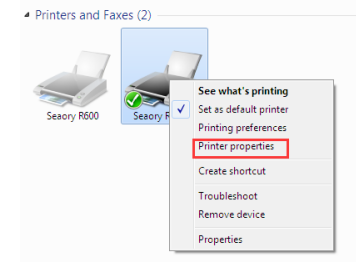 Printers and Faxes (2)
See what's printing
Set as default printer
Printing preferences
Printer properties
Create shortcut
Troubleshoot
Remove device
Properties
Seaory R600
Seaory R